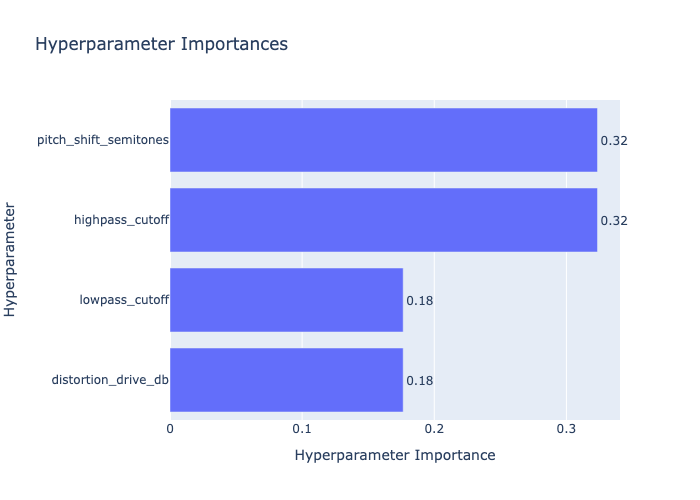 Hyperparameter Importances
pitch_shift_semitones
0.32
highpass_cutoff
0.32
lowpass_cutoff
0.18
distortion_drive_db
0.18
0
0.1
0.2
0.3
Hyperparameter Importance
Hyperparameter